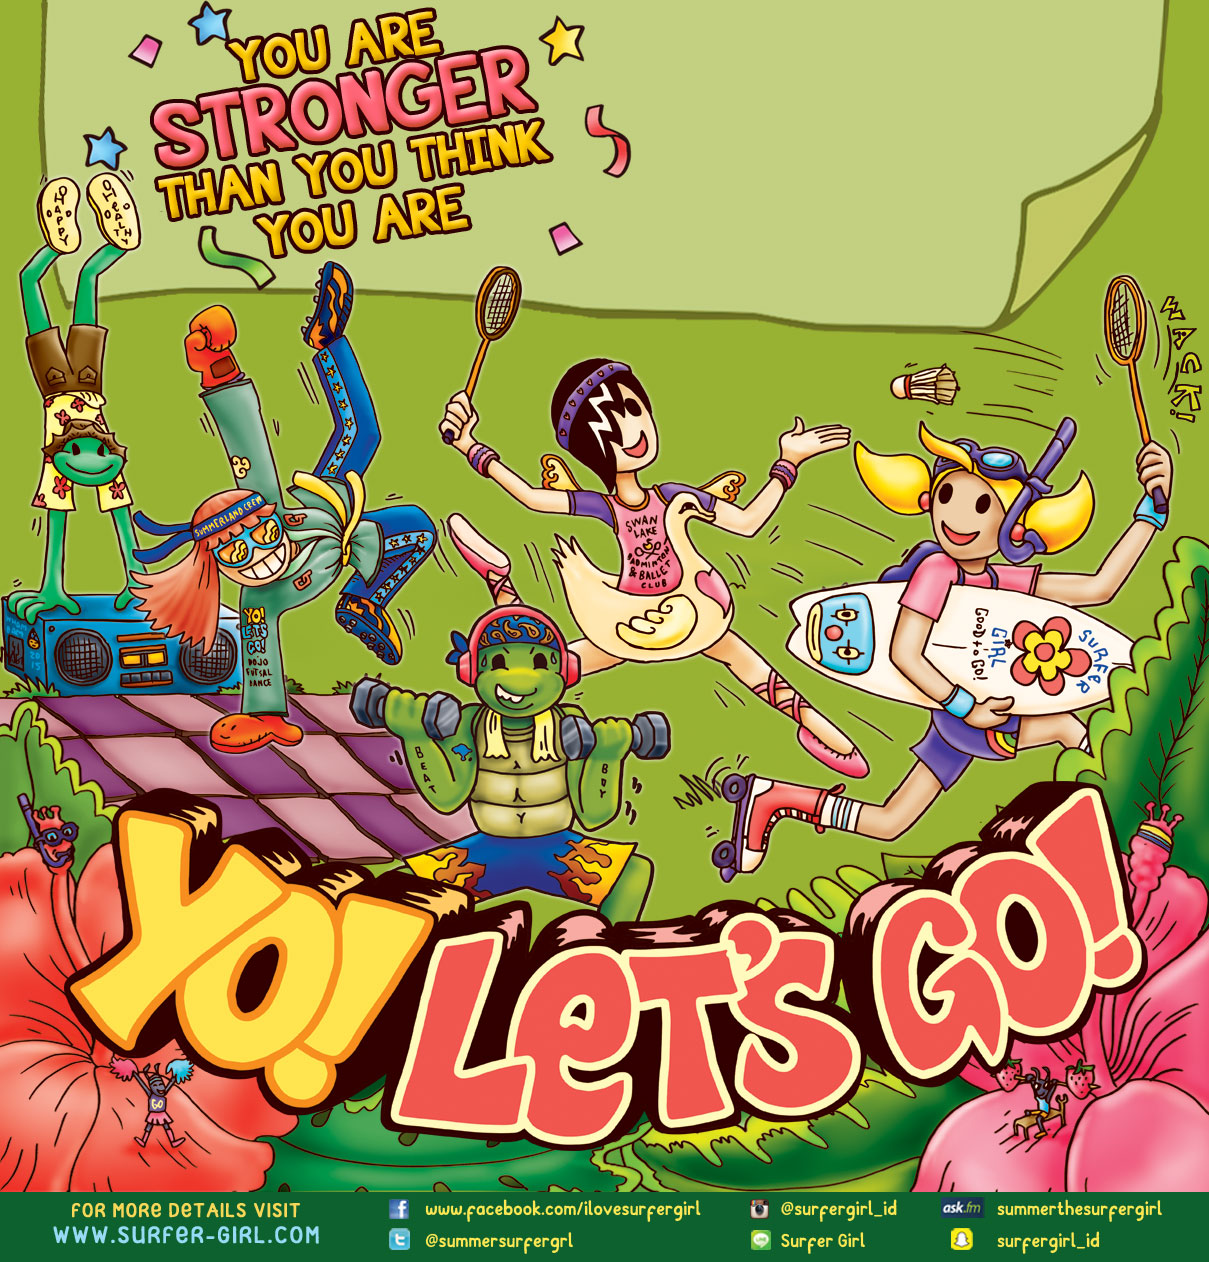 YOU ARE
STRONGER
THAN YOU THINK
YOU ARE
HAPPY
HEALTHY
WACK!
SUMMERLAND CREW
SWAN
LAKE
BADMINTON
& BALLET
CLUB
YO!
LET'S
GO!
DOJO
FUTSAL
DANCE
2015
SURFER
GIRL
GOOD to GO!
BEAT
BDY
YO! LET'S GO!
GO
FOR MORE DETAILS VISIT
WWW.SURFER-GIRL.COM
www.facebook.com/ilovesurfergirl
@summersurfergrl
@surfergirl_id
Surfer Girl
ask.fm summerthesurfergirl
surfergirl_id